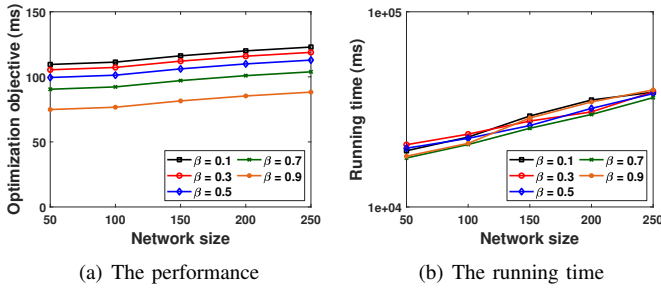 Optimization objective (ms)
150
100
50
0
50
100
150
200
250
β = 0.1
β = 0.3
β = 0.5
β = 0.7
β = 0.9
Network size
(a) The performance
Running time (ms)
1e+05
1e+04
50
100
150
200
250
β = 0.1
β = 0.3
β = 0.5
β = 0.7
β = 0.9
Network size
(b) The running time